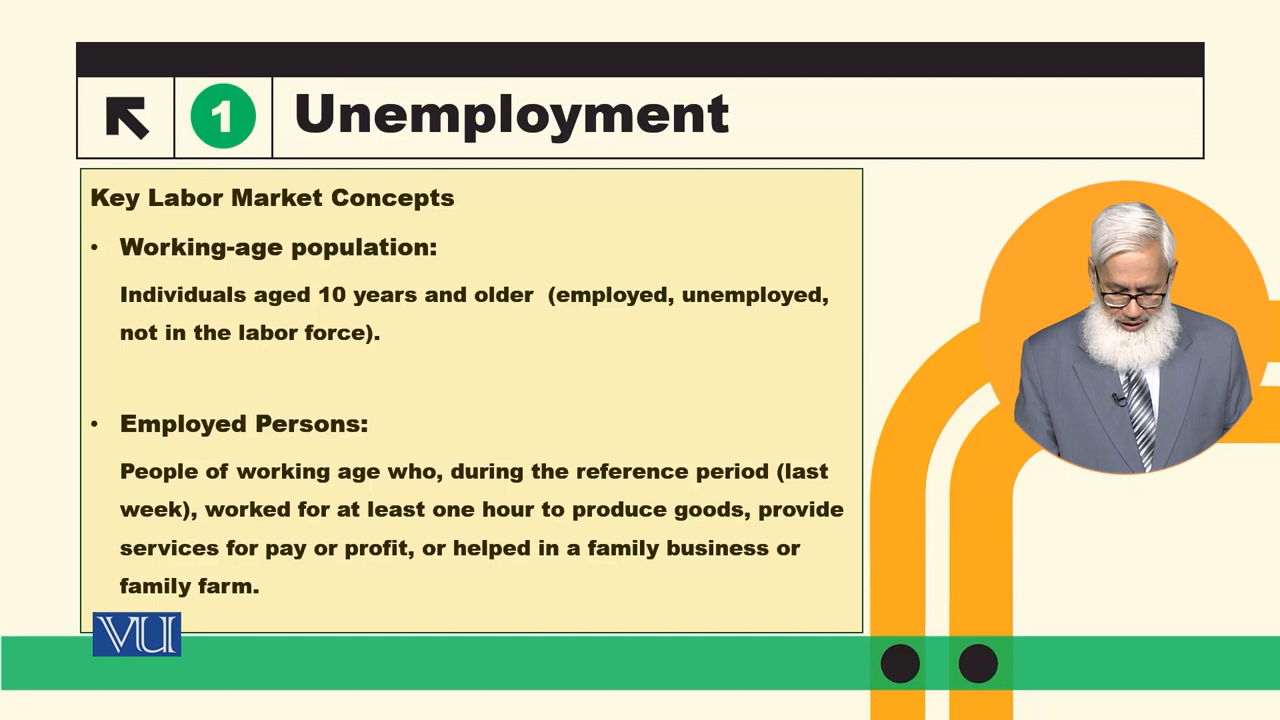 1 Unemployment
Key Labor Market Concepts
• Working-age population:
Individuals aged 10 years and older (employed, unemployed,
not in the labor force).
• Employed Persons:
People of working age who, during the reference period (last
week), worked for at least one hour to produce goods, provide
services for pay or profit, or helped in a family business or
family farm.
VU